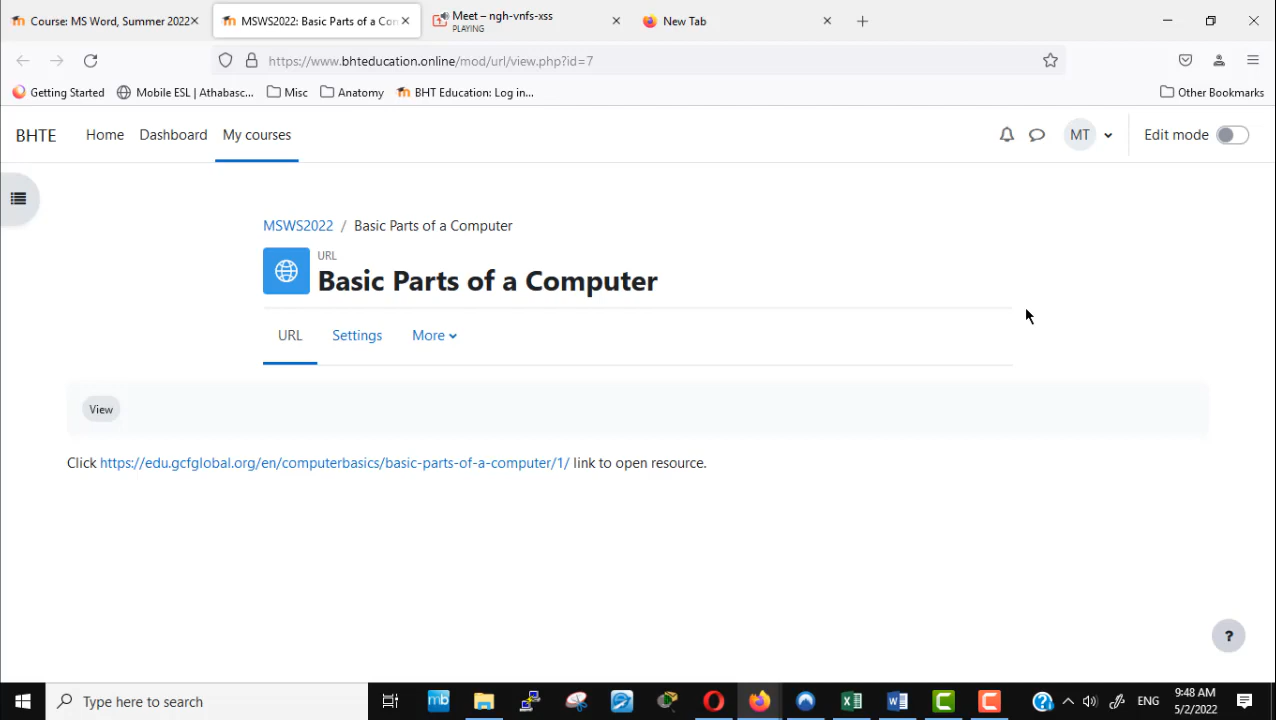 Course: MS Word, Summer 2022
MSWS2022: Basic Parts of a Con
Meet – ngh-vnfs-xss
PLAYING
New Tab
https://www.bhteducation.online/mod/url/view.php?id=7
Getting Started
Mobile ESL | Athabasc...
Misc
Anatomy
BHT Education: Log in...
Other Bookmarks
BHTE
Home
Dashboard
My courses
MT
Edit mode
MSWS2022 / Basic Parts of a Computer
URL
Basic Parts of a Computer
URL
Settings
More
View
Click https://edu.gcfglobal.org/en/computerbasics/basic-parts-of-a-computer/1/ link to open resource.
?
Type here to search
mb
ENG
9:48 AM
5/2/2022